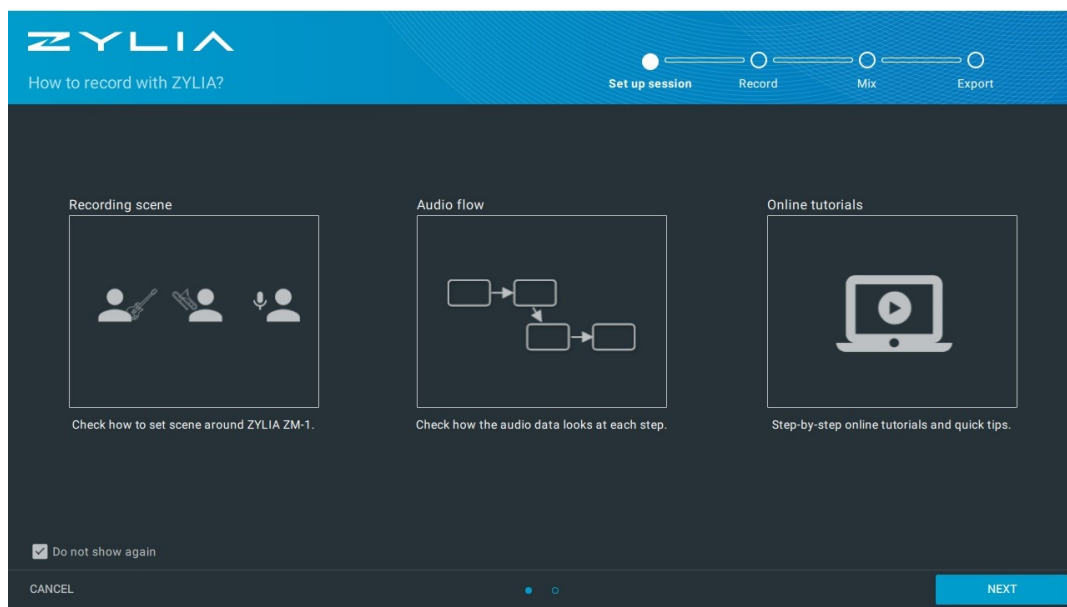 ZYLIA
How to record with ZYLIA?
Set up session
Record
Mix
Export
Recording scene
Audio flow
Online tutorials
Check how to set scene around ZYLIA ZM-1.
Check how the audio data looks at each step.
Step-by-step online tutorials and quick tips.
Do not show again
CANCEL
NEXT